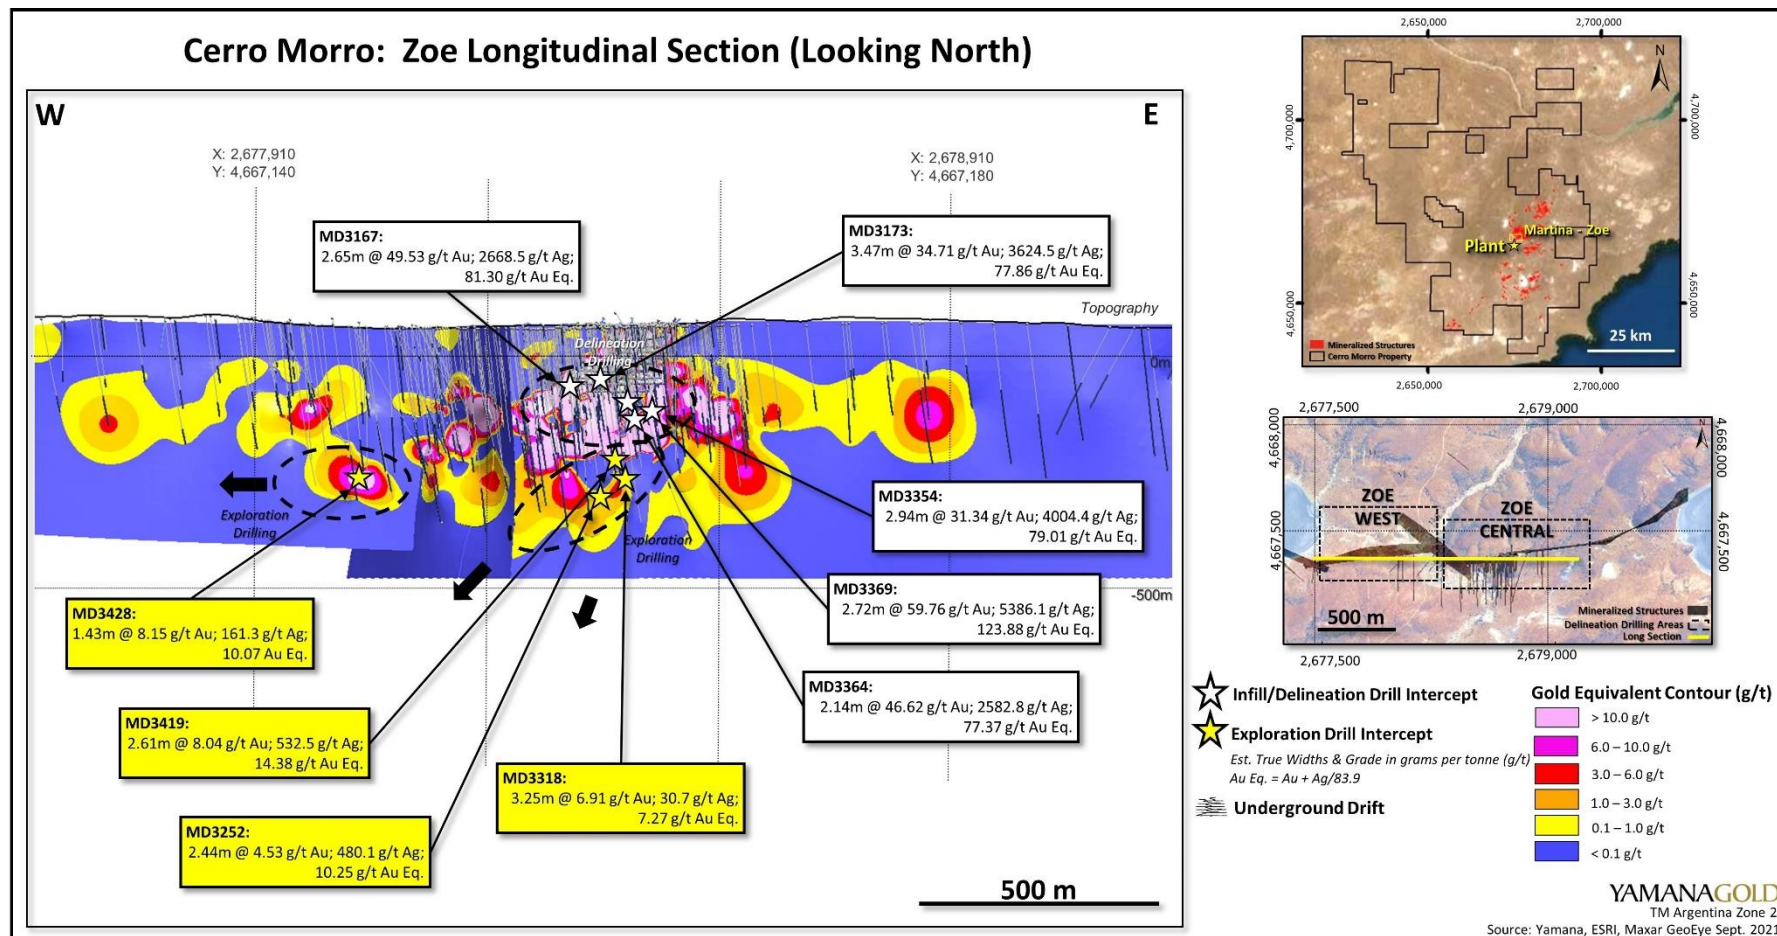 Cerro Morro: Zoe Longitudinal Section (Looking North)
W
E
X: 2,677,910
Y: 4,667,140
X: 2,678,910
Y: 4,667,180
MD3167:
2.65m @ 49.53 g/t Au; 2668.5 g/t Ag;
81.30 g/t Au Eq.
MD3173:
3.47m @ 34.71 g/t Au; 3624.5 g/t Ag;
77.86 g/t Au Eq.
Topography
Delineation
Drilling
0m
-500m
Exploration
Drilling
Exploration
Drilling
MD3354:
2.94m @ 31.34 g/t Au; 4004.4 g/t Ag;
79.01 g/t Au Eq.
MD3369:
2.72m @ 59.76 g/t Au; 5386.1 g/t Ag;
123.88 g/t Au Eq.
MD3364:
2.14m @ 46.62 g/t Au; 2582.8 g/t Ag;
77.37 g/t Au Eq.
MD3428:
1.43m @ 8.15 g/t Au; 161.3 g/t Ag;
10.07 Au Eq.
MD3419:
2.61m @ 8.04 g/t Au; 532.5 g/t Ag;
14.38 g/t Au Eq.
MD3318:
3.25m @ 6.91 g/t Au; 30.7 g/t Ag;
7.27 g/t Au Eq.
MD3252:
2.44m @ 4.53 g/t Au; 480.1 g/t Ag;
10.25 g/t Au Eq.
500 m
2,650,000
2,700,000
N
4,700,000
4,700,000
Martina - Zoe
Plant
4,650,000
4,650,000
Mineralized Structures
Cerro Morro Property
25 km
2,650,000
2,700,000
2,677,500
2,679,000
4,668,000
4,668,000
N
ZOE
WEST
ZOE
CENTRAL
4,667,500
4,667,500
Mineralized Structures
Delineation Drilling Areas
Long Section
500 m
2,677,500
2,679,000
Infill/Delineation Drill Intercept
Exploration Drill Intercept
Est. True Widths & Grade in grams per tonne (g/t)
Au Eq. = Au + Ag/83.9
Underground Drift
Gold Equivalent Contour (g/t)
> 10.0 g/t
6.0 – 10.0 g/t
3.0 – 6.0 g/t
1.0 – 3.0 g/t
0.1 – 1.0 g/t
< 0.1 g/t
YAMANAGOLD
TM Argentina Zone 2
Source: Yamana, ESRI, Maxar GeoEye Sept. 2021